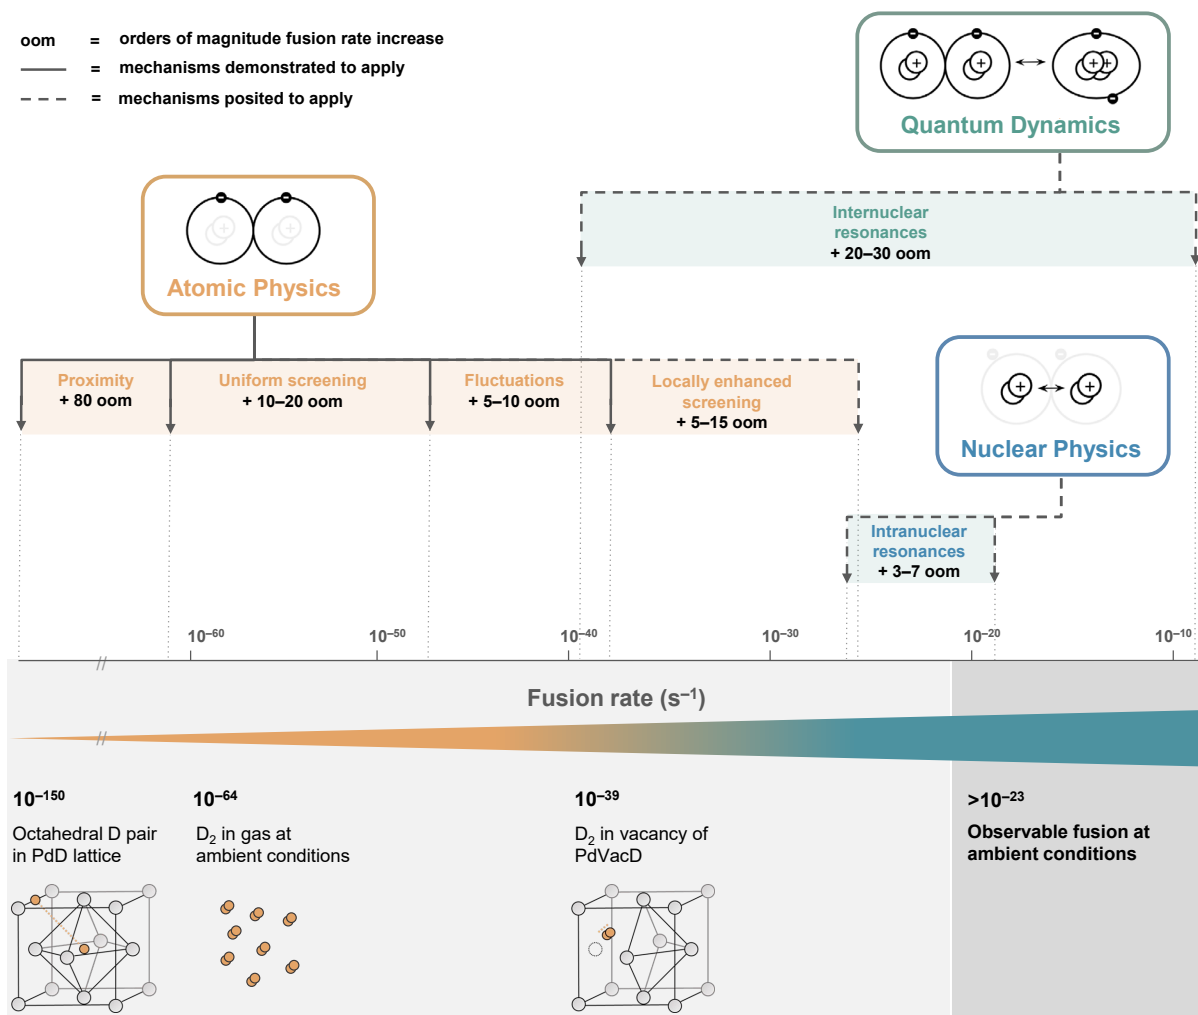 oom = orders of magnitude fusion rate increase
= mechanisms demonstrated to apply
= mechanisms posited to apply
Quantum Dynamics
Internuclear
resonances
+ 20–30 oom
Atomic Physics
Proximity
+ 80 oom
Uniform screening
+ 10–20 oom
Fluctuations
+ 5–10 oom
Locally enhanced
screening
+ 5–15 oom
Nuclear Physics
Intranuclear
resonances
+ 3–7 oom
10⁻⁶⁰ 10⁻⁵⁰ 10⁻⁴⁰ 10⁻³⁰ 10⁻²⁰ 10⁻¹⁰
Fusion rate (s⁻¹)
10⁻¹⁵⁰
Octahedral D pair
in PdD lattice
10⁻⁶⁴
D₂ in gas at
ambient conditions
10⁻³⁹
D₂ in vacancy of
PdVacD
>10⁻²³
Observable fusion at
ambient conditions